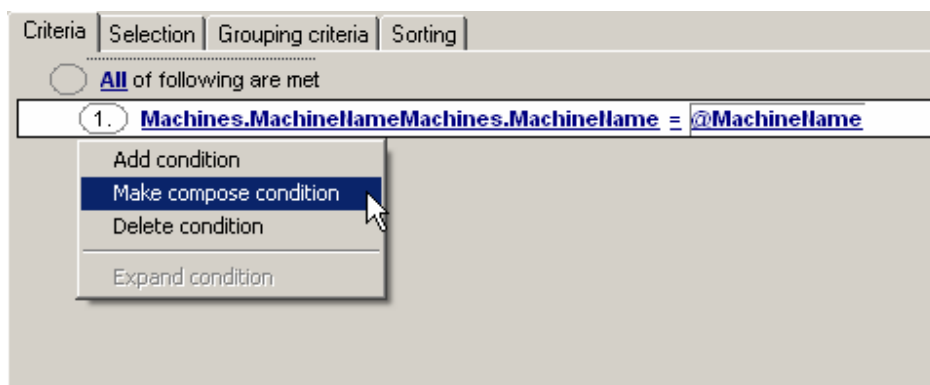 Criteria Selection Grouping criteria Sorting
All of following are met
1. Machines.MachineNameMachines.MachineName = @MachineName
Add condition
Make compose condition
Delete condition
Expand condition